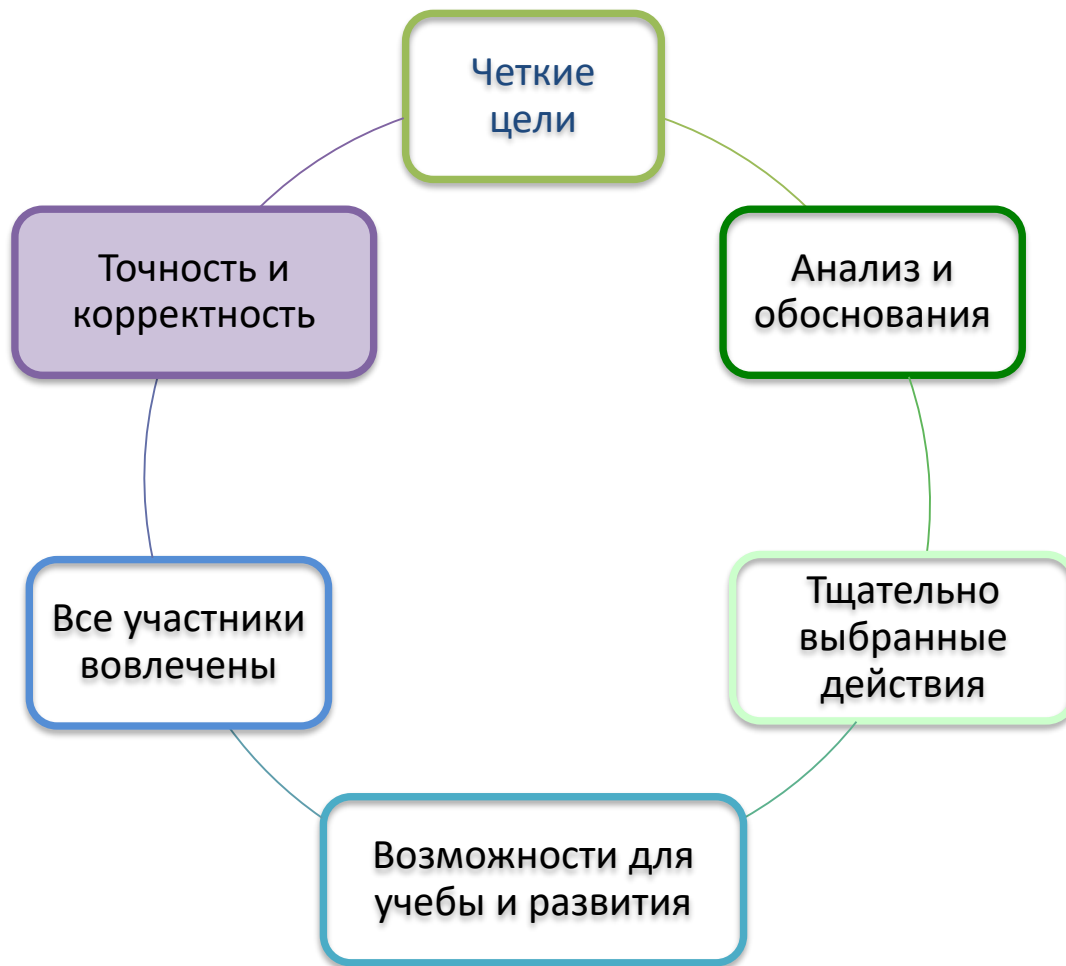 Четкие
цели
Анализ и
обоснования
Тщательно
выбранные
действия
Возможности для
учебы и развития
Все участники
вовлечены
Точность и
корректность